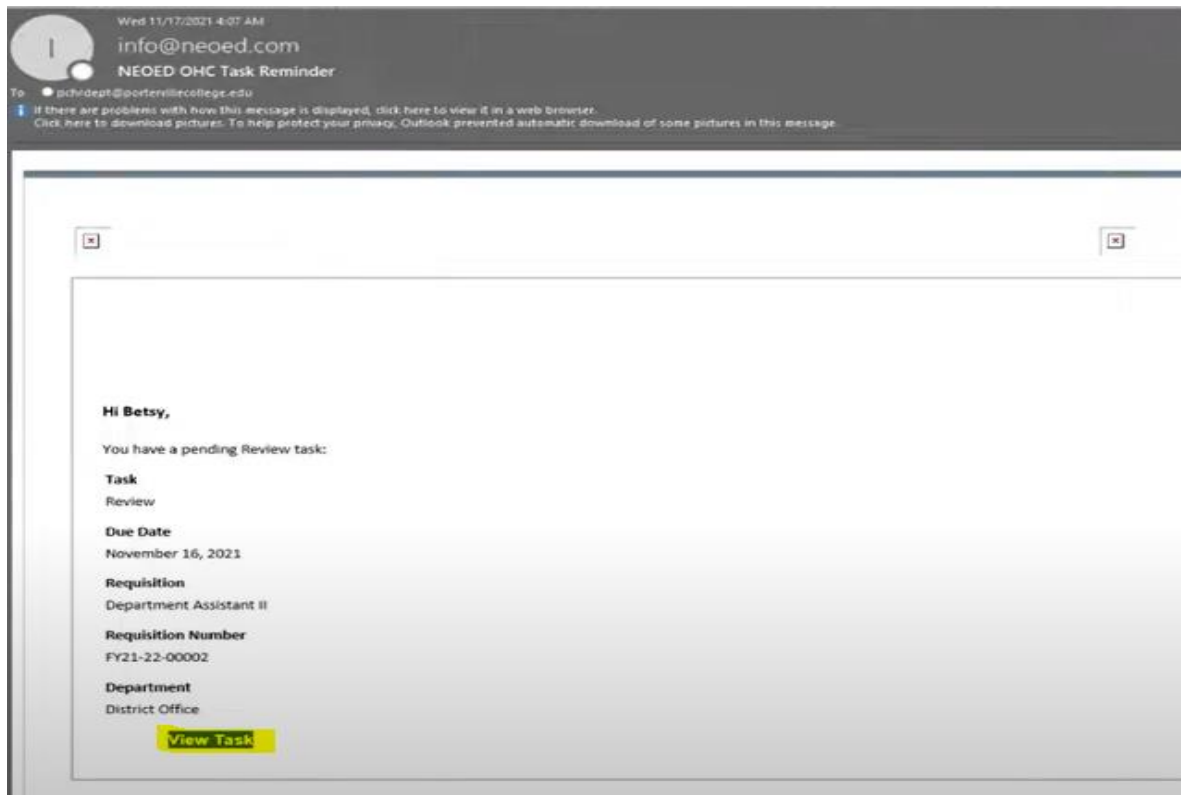 Wed 11/17/2021 4:07 AM
I
info@neoed.com
NEOED OHC Task Reminder
To pchrdept@portervillecollege.edu
If there are problems with how this message is displayed, click here to view it in a web browser.
Click here to download pictures. To help protect your privacy, Outlook prevented automatic download of some pictures in this message.
Hi Betsy,
You have a pending Review task:
Task
Review
Due Date
November 16, 2021
Requisition
Department Assistant II
Requisition Number
FY21-22-00002
Department
District Office
View Task